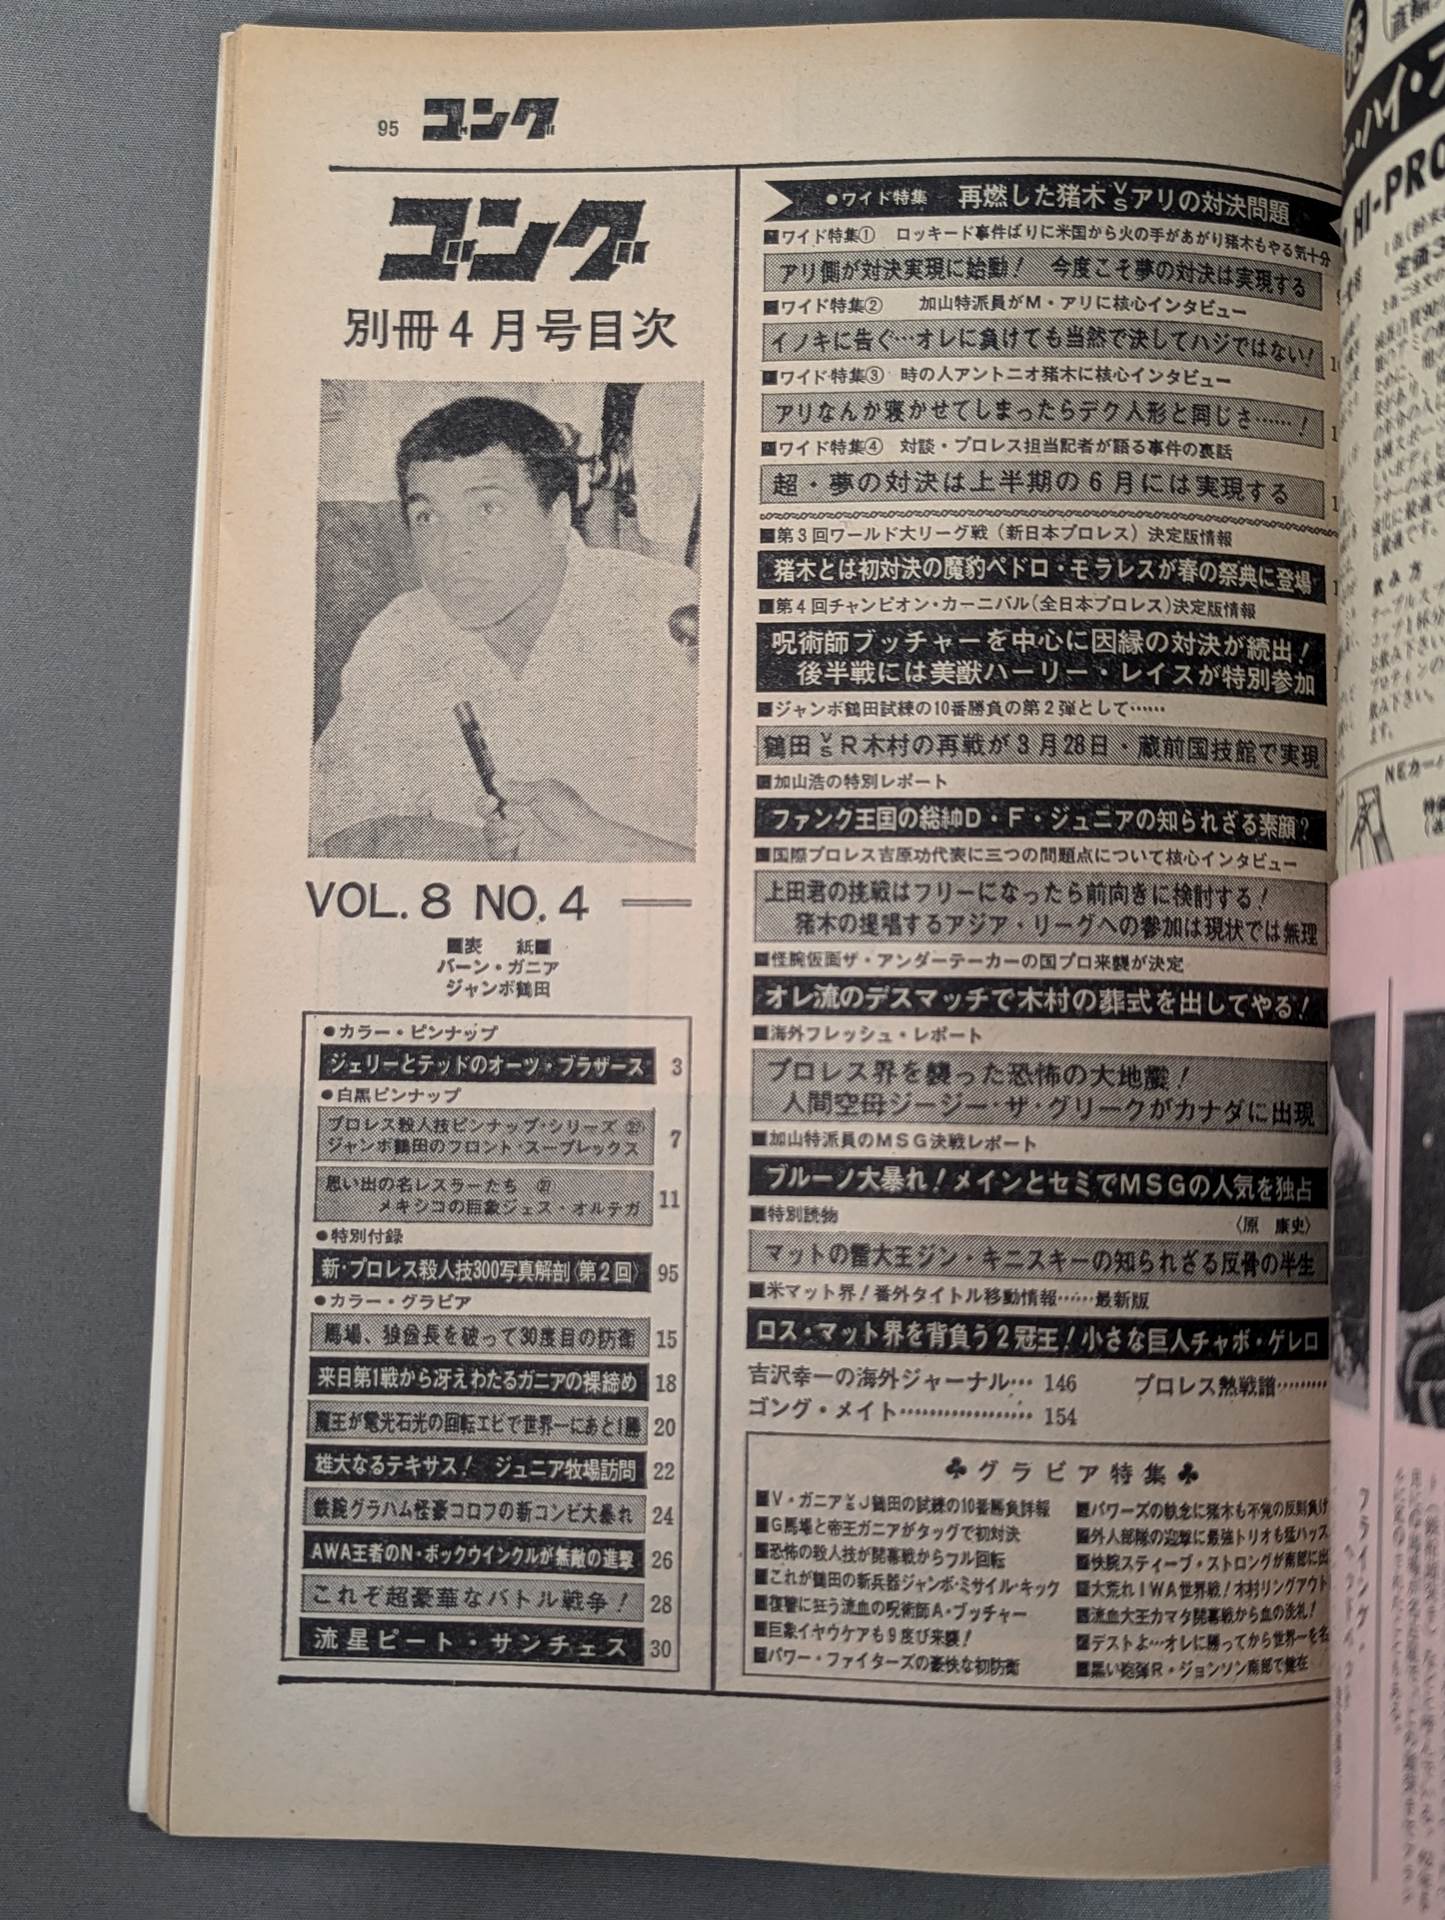 95 ゴング
ゴング
別冊4月号目次
VOL.8 NO.4
■表 紙■
バーン・ガニア
ジャンボ鶴田
●カラー・ピンナップ
ジェリーとテッドのオーツ・ブラザース 3
●白黒ピンナップ
プロレス殺人技ピンナップ・シリーズ
ジャンボ鶴田のフロント・スープレックス 7
思い出の名レスラーたち
メキシコの巨象ジェス・オルテガ 11
●特別付録
新・プロレス殺人技300写真解剖〈第2回〉 95
●カラー・グラビア
馬場、狼酋長を破って30度目の防衛 15
来日第1戦から冴えわたるガニアの裸締め 18
魔王が電光石光の回転エビで世界一にあと1勝 20
雄大なるテキサス! ジュニア牧場訪問 22
鉄腕グラハム怪豪コロフの新コンビ大暴れ 24
AWA王者のN・ボックウインクルが無敵の進撃 26
これぞ超豪華なバトル戦争! 28
流星ピート・サンチェス 30
●ワイド特集 再燃した猪木VSアリの対決問題
■ワイド特集① ロッキード事件ばりに米国から火の手があがり猪木もやる気十分
アリ側が対決実現に始動! 今度こそ夢の対決は実現する
■ワイド特集② 加山特派員がM・アリに核心インタビュー
イノキに告ぐ…オレに負けても当然で決してハジではない!
■ワイド特集③ 時の人アントニオ猪木に核心インタビュー
アリなんか寝かせてしまったらデク人形と同じさ……!
■ワイド特集④ 対談・プロレス担当記者が語る事件の裏話
超・夢の対決は上半期の6月には実現する
■第3回ワールド大リーグ戦(新日本プロレス)決定版情報
猪木とは初対決の魔豹ペドロ・モラレスが春の祭典に登場
■第4回チャンピオン・カーニバル(全日本プロレス)決定版情報
呪術師ブッチャーを中心に因縁の対決が続出!
後半戦には美獣ハーリー・レイスが特別参加
■ジャンボ鶴田試練の10番勝負の第2弾として……
鶴田VSR木村の再戦が3月28日・蔵前国技館で実現
■加山浩の特別レポート
ファンク王国の総帥D・F・ジュニアの知られざる素顔?
■国際プロレス吉原功代表に三つの問題点について核心インタビュー
上田君の挑戦はフリーになったら前向きに検討する!
猪木の提唱するアジア・リーグへの参加は現状では無理
■怪腕仮面ザ・アンダーテーカーの国プロ来襲が決定
オレ流のデスマッチで木村の葬式を出してやる!
■海外フレッシュ・レポート
プロレス界を襲った恐怖の大地震!
人間空母ジージー・ザ・グリークがカナダに出現
■加山特派員のMSG決戦レポート
ブルーノ大暴れ!メインとセミでMSGの人気を独占
■特別読物 〈原 康史〉
マットの雷大王ジン・キニスキーの知られざる反骨の半生
■米マット界!番外タイトル移動情報……最新版
ロス・マット界を背負う2冠王!小さな巨人チャボ・ゲレロ
吉沢幸一の海外ジャーナル… 146 プロレス熱戦譜………
ゴング・メイト……………… 154
♣グラビア特集♣
■V・ガニアVSJ鶴田の試練の10番勝負詳報
■G馬場と帝王ガニアがタッグで初対決
■恐怖の殺人技が開幕戦からフル回転
■これが鶴田の新兵器ジャンボ・ミサイル・キック
■復讐に狂う流血の呪術師A・ブッチャー
■巨象イヤウケアも9度び来襲!
■パワー・ファイターズの豪快な初防衛
■パワーズの執念に猪木も不覚の反則負け
■外人部隊の迎撃に最強トリオも猛ハッス
■快腕スティーブ・ストロングが南部に出
■大荒れIWA世界戦!木村リングアウト
■流血大王カマタ開幕戦から血の洗礼!
■デストよ…オレに勝ってから世界一を名
■黒い砲弾R・ジョンソン南部で健在
HI-PRO
飲み方
NEカー